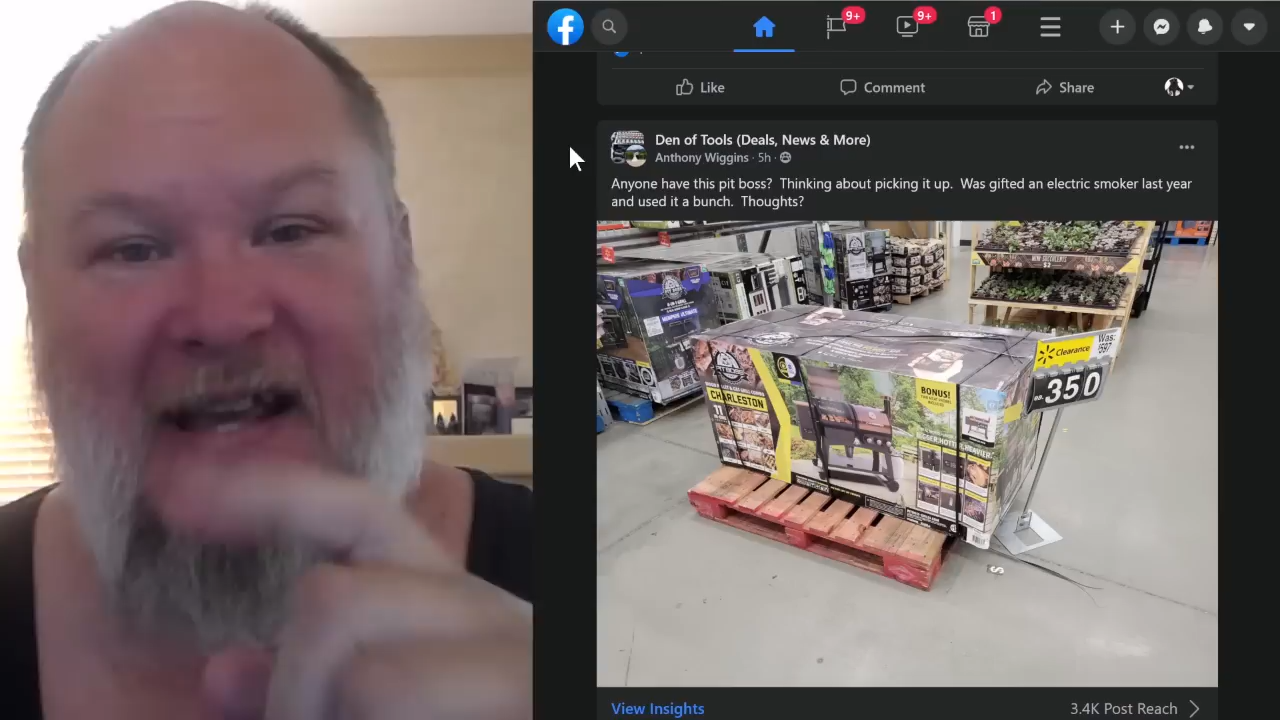 9+
9+
1
Like
Comment
Share
Den of Tools (Deals, News & More)
Anthony Wiggins · 5h ·
Anyone have this pit boss?  Thinking about picking it up.  Was gifted an electric smoker last year
and used it a bunch.  Thoughts?
Clearance
Was:
350
CHARLESTON
11
BONUS!
View Insights
3.4K Post Reach